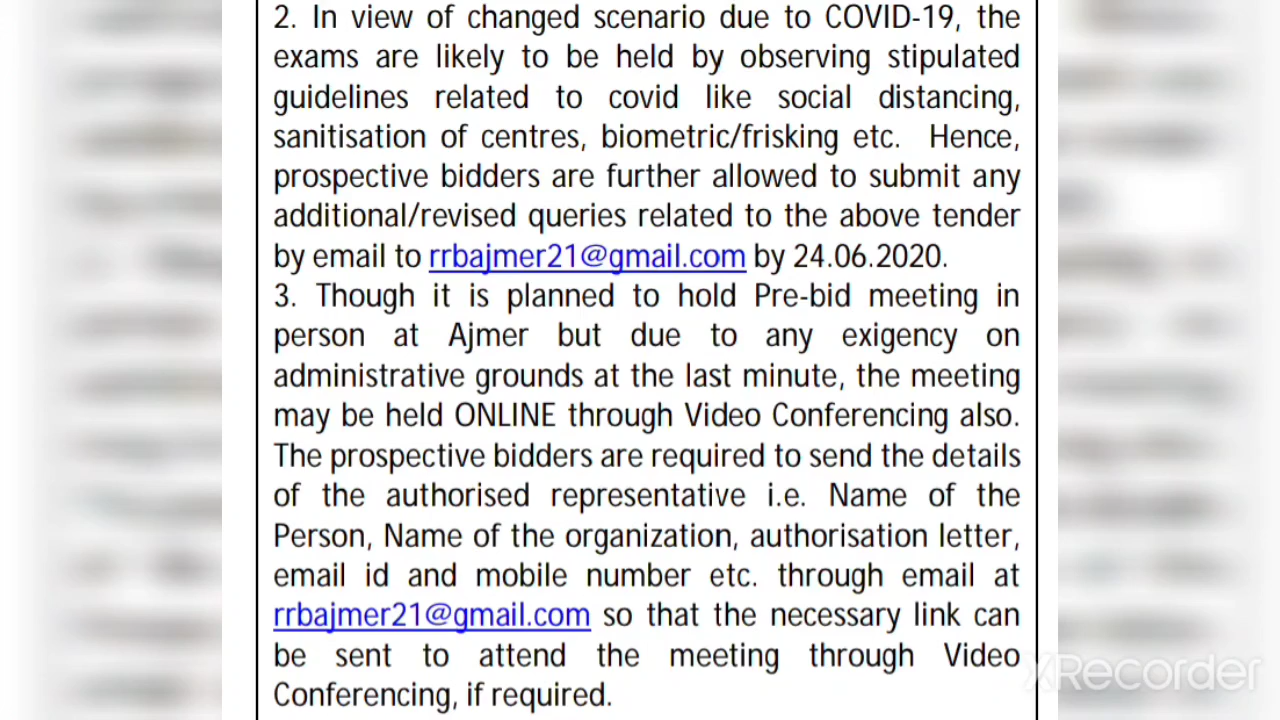 2. In view of changed scenario due to COVID-19, the
exams are likely to be held by observing stipulated
guidelines related to covid like social distancing,
sanitisation of centres, biometric/frisking etc. Hence,
prospective bidders are further allowed to submit any
additional/revised queries related to the above tender
by email to rrbajmer21@gmail.com by 24.06.2020.
3. Though it is planned to hold Pre-bid meeting in
person at Ajmer but due to any exigency on
administrative grounds at the last minute, the meeting
may be held ONLINE through Video Conferencing also.
The prospective bidders are required to send the details
of the authorised representative i.e. Name of the
Person, Name of the organization, authorisation letter,
email id and mobile number etc. through email at
rrbajmer21@gmail.com so that the necessary link can
be sent to attend the meeting through Video
Conferencing, if required.
XRecorder